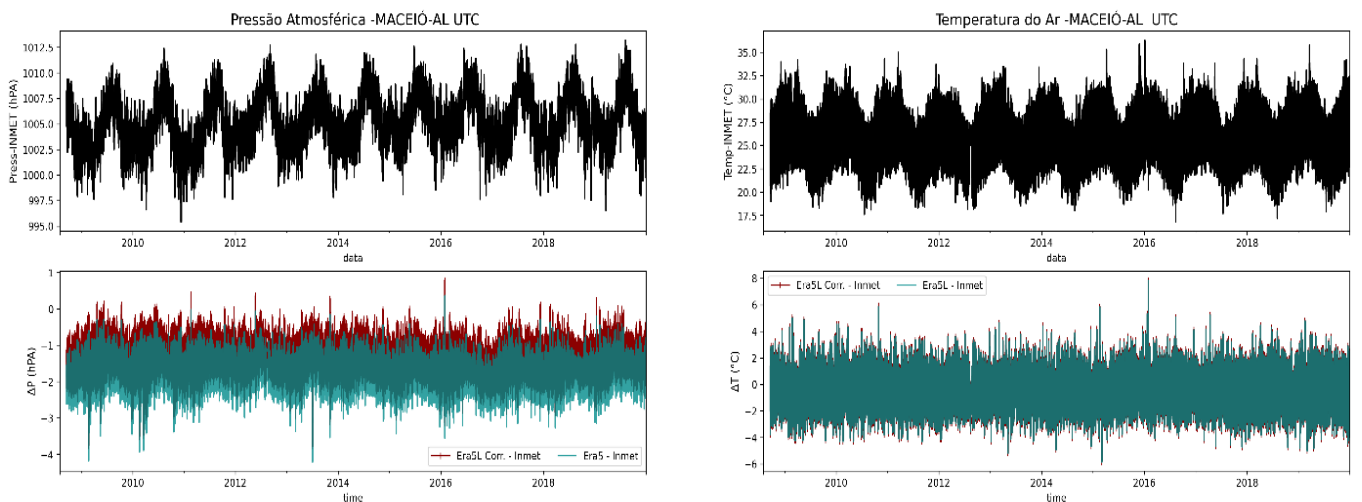 Pressão Atmosférica -MACEIÓ-AL UTC
Press-INMET (hPA)
1012.5
1010.0
1007.5
1005.0
1002.5
1000.0
997.5
995.0
2010 2012 2014 2016 2018
data
ΔP (hPA)
1
0
−1
−2
−3
−4
Era5L Corr. - Inmet Era5 - Inmet
2010 2012 2014 2016 2018
time
Temperatura do Ar -MACEIÓ-AL UTC
Temp-INMET (°C)
35.0
32.5
30.0
27.5
25.0
22.5
20.0
17.5
2010 2012 2014 2016 2018
data
ΔT (°C)
8
6
4
2
0
−2
−4
−6
Era5L Corr. - Inmet Era5L - Inmet
2010 2012 2014 2016 2018
time